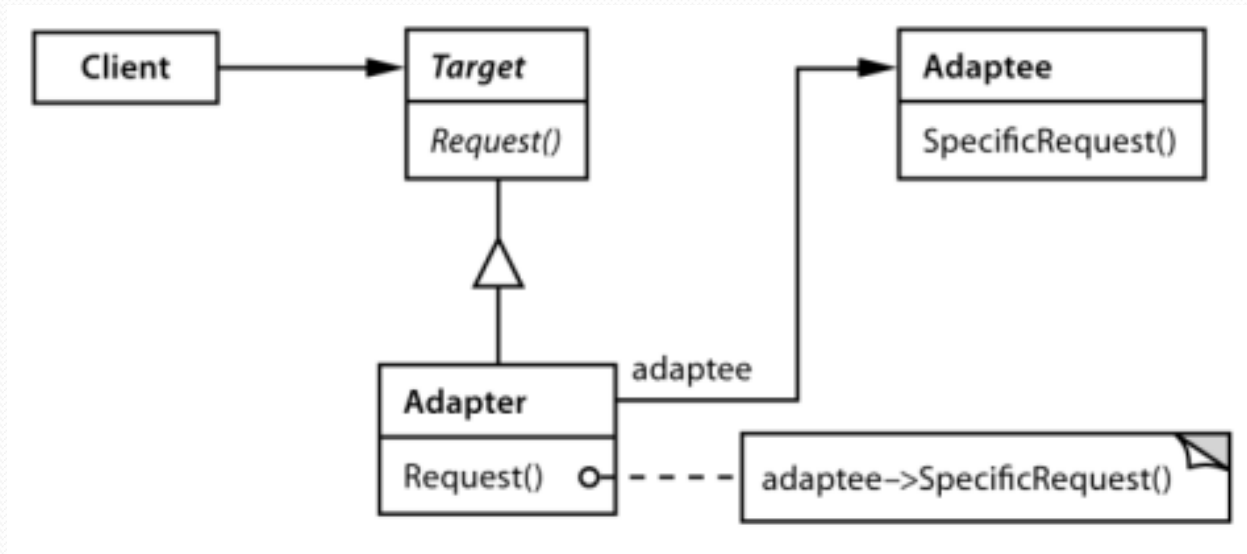 Client
Target
Request()
Adaptee
SpecificRequest()
adaptee
Adapter
Request()
adaptee–>SpecificRequest()